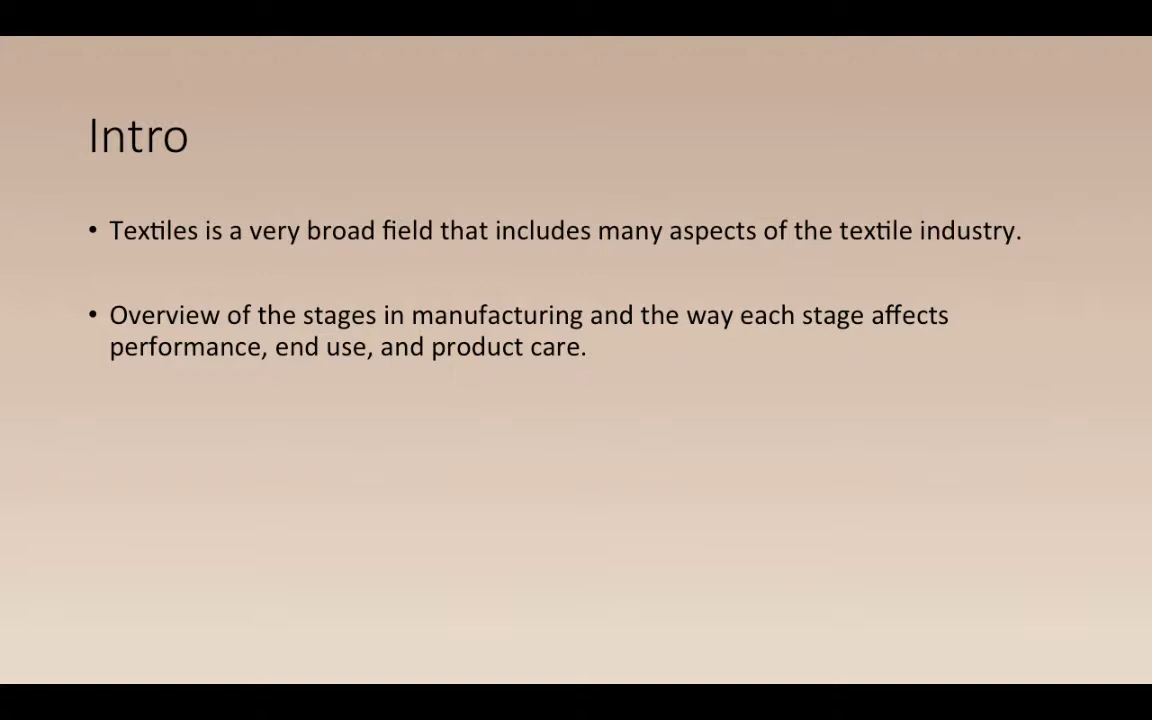 Intro
• Textiles is a very broad field that includes many aspects of the textile industry.
• Overview of the stages in manufacturing and the way each stage affects
performance, end use, and product care.